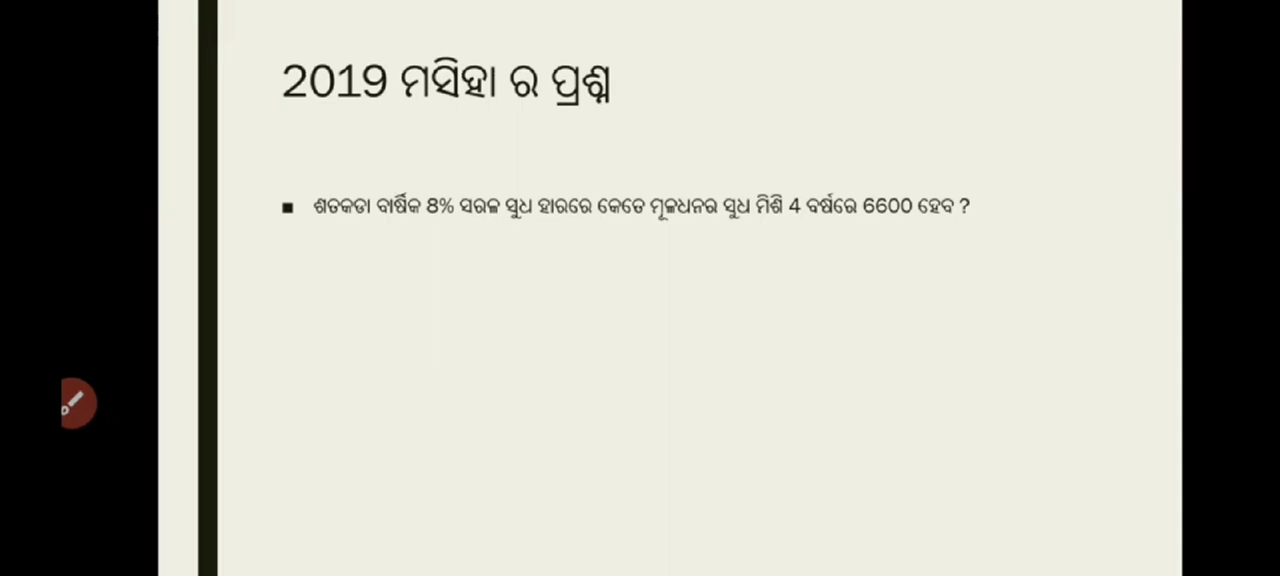 2019 ମସିହା ର ପ୍ରଶ୍ନ
▪ ଶତକଡା ବାର୍ଷିକ 8% ସରଳ ସୁଧ ହାରରେ କେତେ ମୂଳଧନର ସୁଧ ମିଶି 4 ବର୍ଷରେ 6600 ହେବ ?